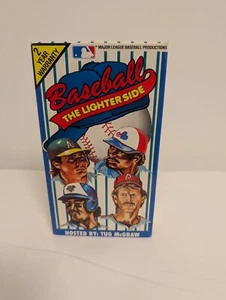 2 YEAR WARRANTY
MAJOR LEAGUE BASEBALL PRODUCTIONS
Baseball
THE LIGHTER SIDE
HOSTED BY: TUG McGRAW